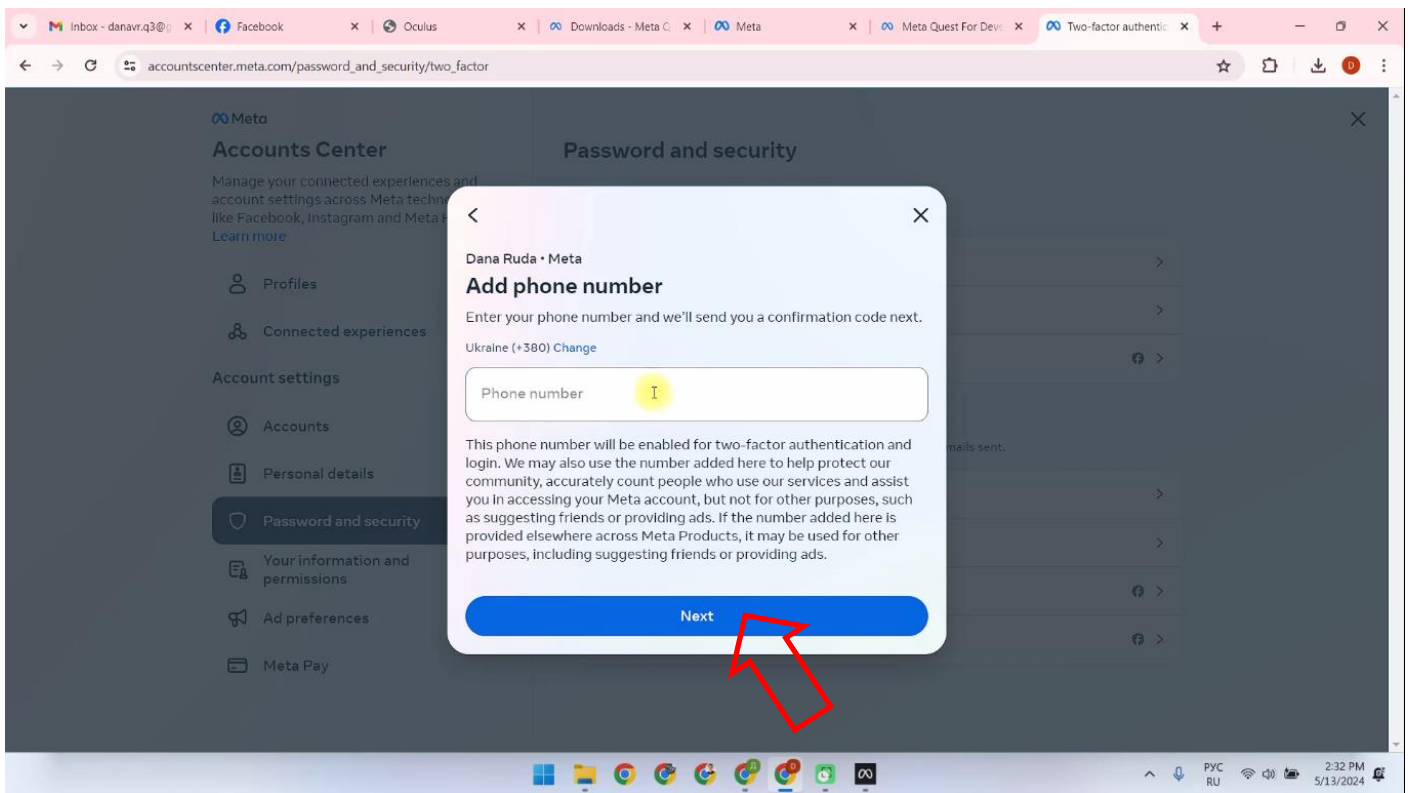 Inbox - danavr.q3@g
Facebook
Oculus
Downloads - Meta Q
Meta
Meta Quest For Deve
Two-factor authentic
accountscenter.meta.com/password_and_security/two_factor
Meta
Accounts Center
Manage your connected experiences and
account settings across Meta techn
like Facebook, Instagram and Meta H
Learn more
Profiles
Connected experiences
Account settings
Accounts
Personal details
Password and security
Your information and
permissions
Ad preferences
Meta Pay
Password and security
mails sent.
Dana Ruda • Meta
Add phone number
Enter your phone number and we'll send you a confirmation code next.
Ukraine (+380) Change
Phone number
This phone number will be enabled for two-factor authentication and
login. We may also use the number added here to help protect our
community, accurately count people who use our services and assist
you in accessing your Meta account, but not for other purposes, such
as suggesting friends or providing ads. If the number added here is
provided elsewhere across Meta Products, it may be used for other
purposes, including suggesting friends or providing ads.
Next
РУС
RU
2:32 PM
5/13/2024